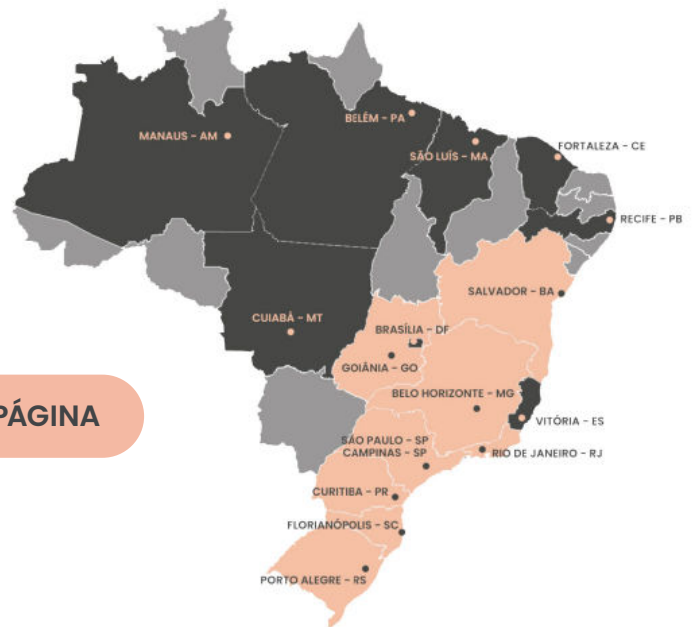 BELÉM - PA
MANAUS - AM
FORTALEZA - CE
SÃO LUÍS - MA
RECIFE - PB
SALVADOR - BA
CUIABÁ - MT
BRASÍLIA - DF
GOIÂNIA - GO
BELO HORIZONTE - MG
PÁGINA
VITÓRIA - ES
SÃO PAULO - SP
CAMPINAS - SP
RIO DE JANEIRO - RJ
CURITIBA - PR
FLORIANÓPOLIS - SC
PORTO ALEGRE - RS